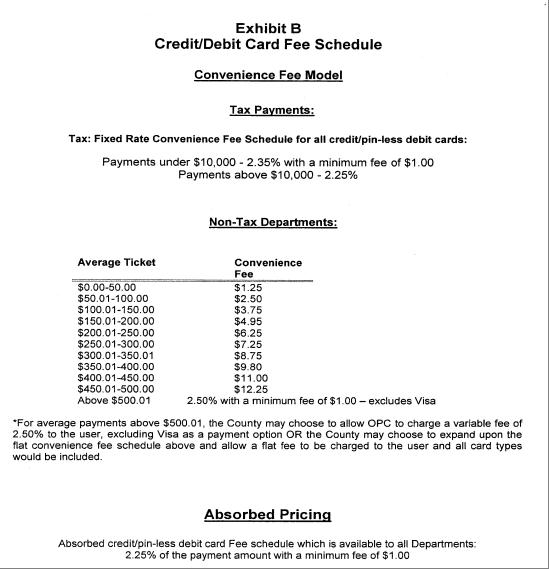 Exhibit B
Credit/Debit Card Fee Schedule
Convenience Fee Model
Tax Payments:
Tax: Fixed Rate Convenience Fee Schedule for all credit/pin-less debit cards:
Payments under $10,000 - 2.35% with a minimum fee of $1.00
Payments above $10,000 - 2.25%
Non-Tax Departments:
Average Ticket Convenience
Fee
$0.00-50.00 $1.25
$50.01-100.00 $2.50
$100.01-150.00 $3.75
$150.01-200.00 $4.95
$200.01-250.00 $6.25
$250.01-300.00 $7.25
$300.01-350.01 $8.75
$350.01-400.00 $9.80
$400.01-450.00 $11.00
$450.01-500.00 $12.25
Above $500.01 2.50% with a minimum fee of $1.00 – excludes Visa
*For average payments above $500.01, the County may choose to allow OPC to charge a variable fee of
2.50% to the user, excluding Visa as a payment option OR the County may choose to expand upon the
flat convenience fee schedule above and allow a flat fee to be charged to the user and all card types
would be included.
Absorbed Pricing
Absorbed credit/pin-less debit card Fee schedule which is available to all Departments:
2.25% of the payment amount with a minimum fee of $1.00